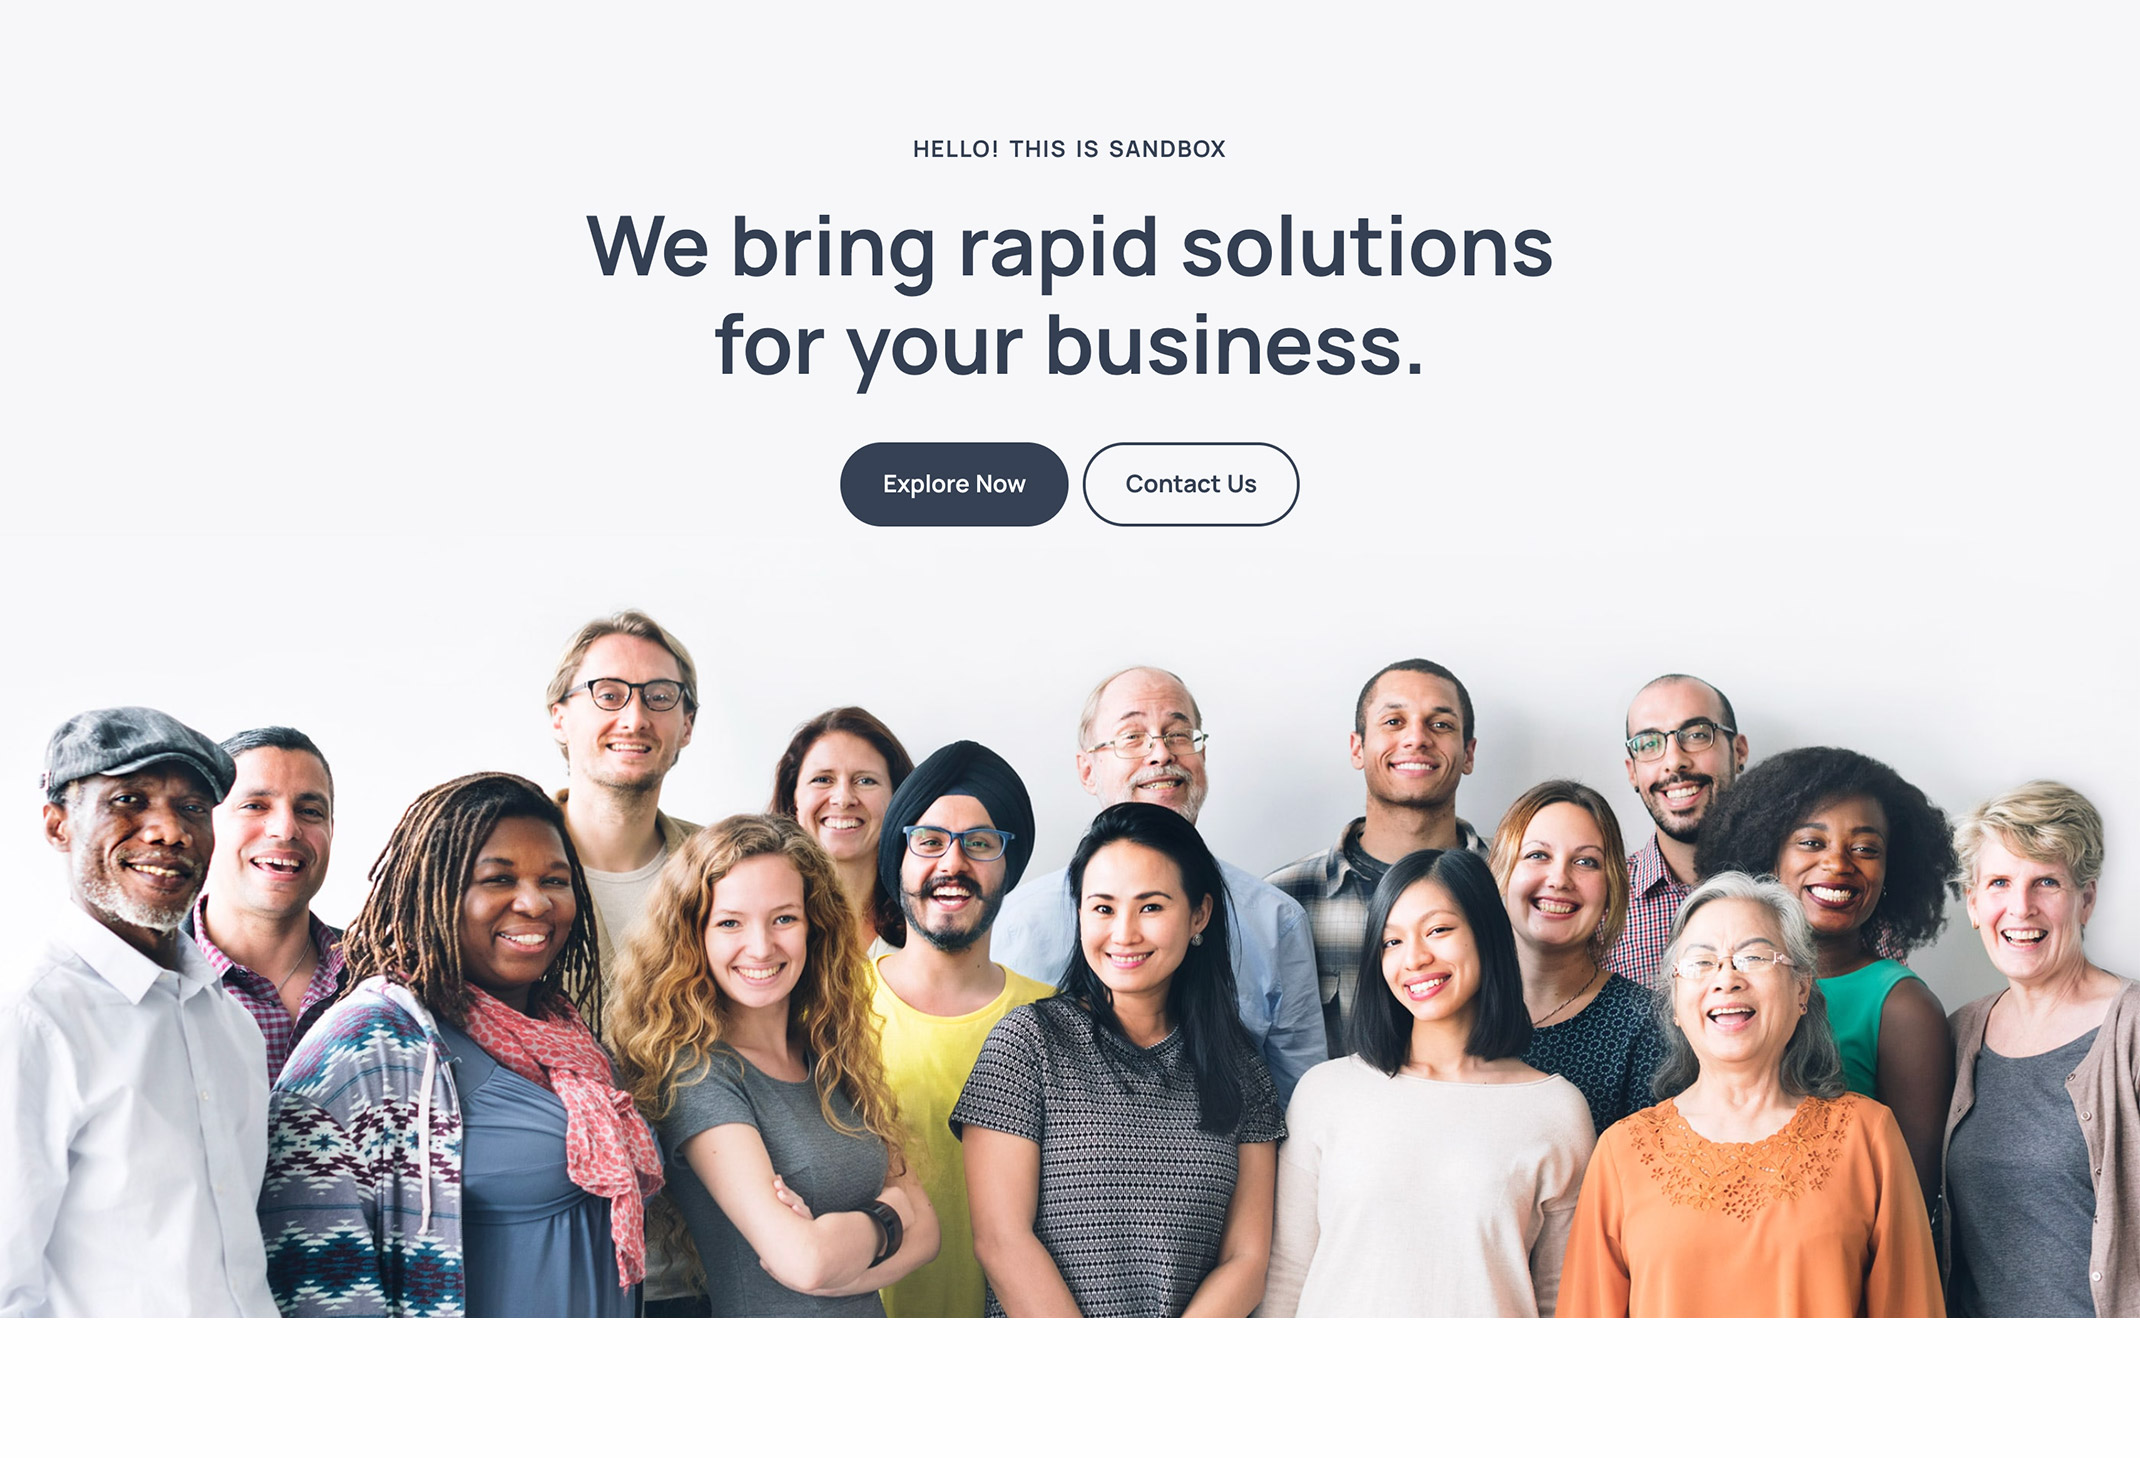 HELLO! THIS IS SANDBOX
We bring rapid solutions
for your business.
Explore Now
Contact Us